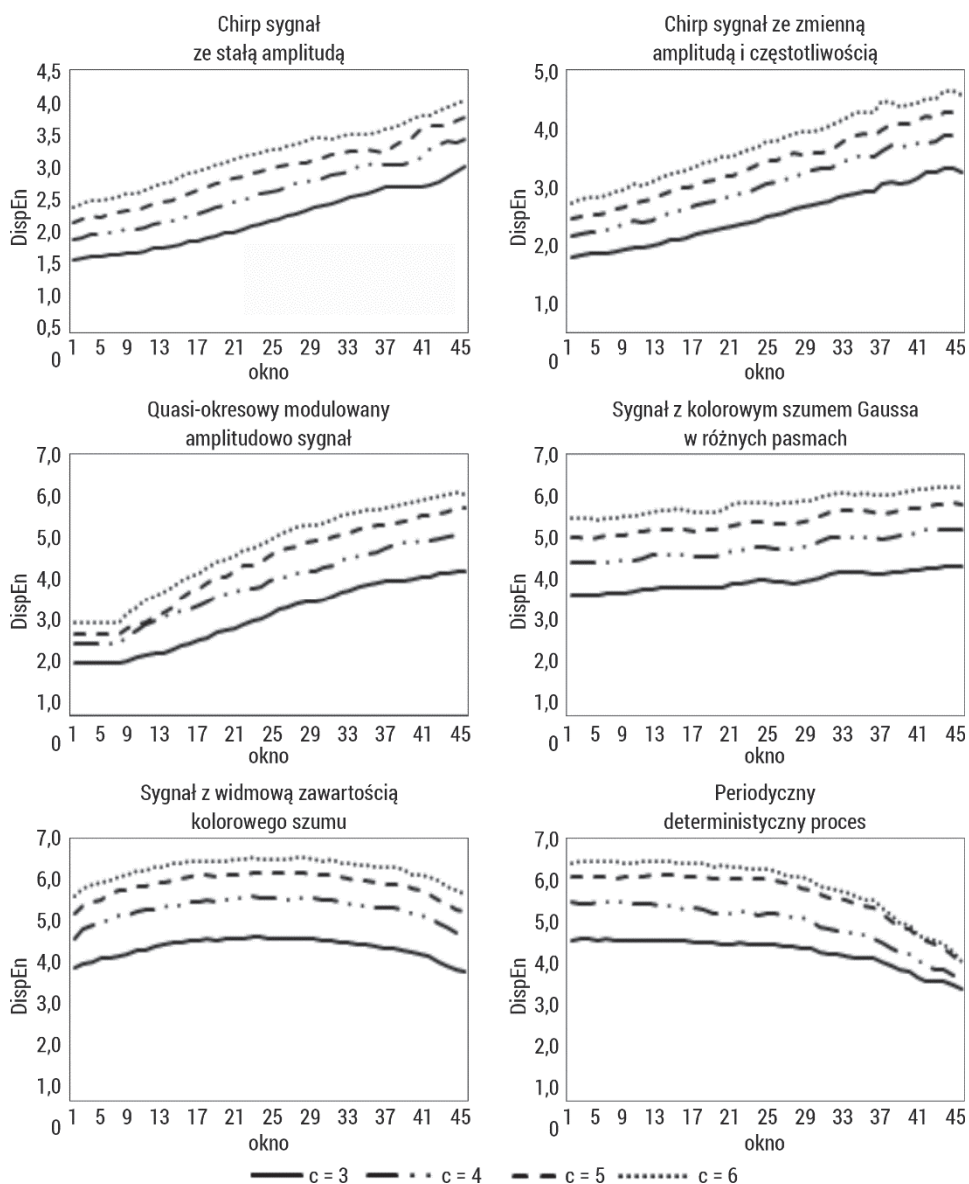 Chirp sygnał
ze stałą amplitudą
4,5
4,0
3,5
3,0
2,5
2,0
1,5
1,0
0,5
0
DispEn
1 5 9 13 17 21 25 29 33 37 41 45
okno
Chirp sygnał ze zmienną
amplitudą i częstotliwością
5,0
4,0
3,0
2,0
1,0
0
DispEn
1 5 9 13 17 21 25 29 33 37 41 45
okno
Quasi-okresowy modulowany
amplitudowo sygnał
7,0
6,0
5,0
4,0
3,0
2,0
1,0
0
DispEn
1 5 9 13 17 21 25 29 33 37 41 45
okno
Sygnał z kolorowym szumem Gaussa
w różnych pasmach
7,0
6,0
5,0
4,0
3,0
2,0
1,0
0
DispEn
1 5 9 13 17 21 25 29 33 37 41 45
okno
Sygnał z widmową zawartością
kolorowego szumu
7,0
6,0
5,0
4,0
3,0
2,0
1,0
0
DispEn
1 5 9 13 17 21 25 29 33 37 41 45
okno
Periodyczny
deterministyczny proces
7,0
6,0
5,0
4,0
3,0
2,0
1,0
0
DispEn
1 5 9 13 17 21 25 29 33 37 41 45
okno
c = 3 c = 4 c = 5 c = 6